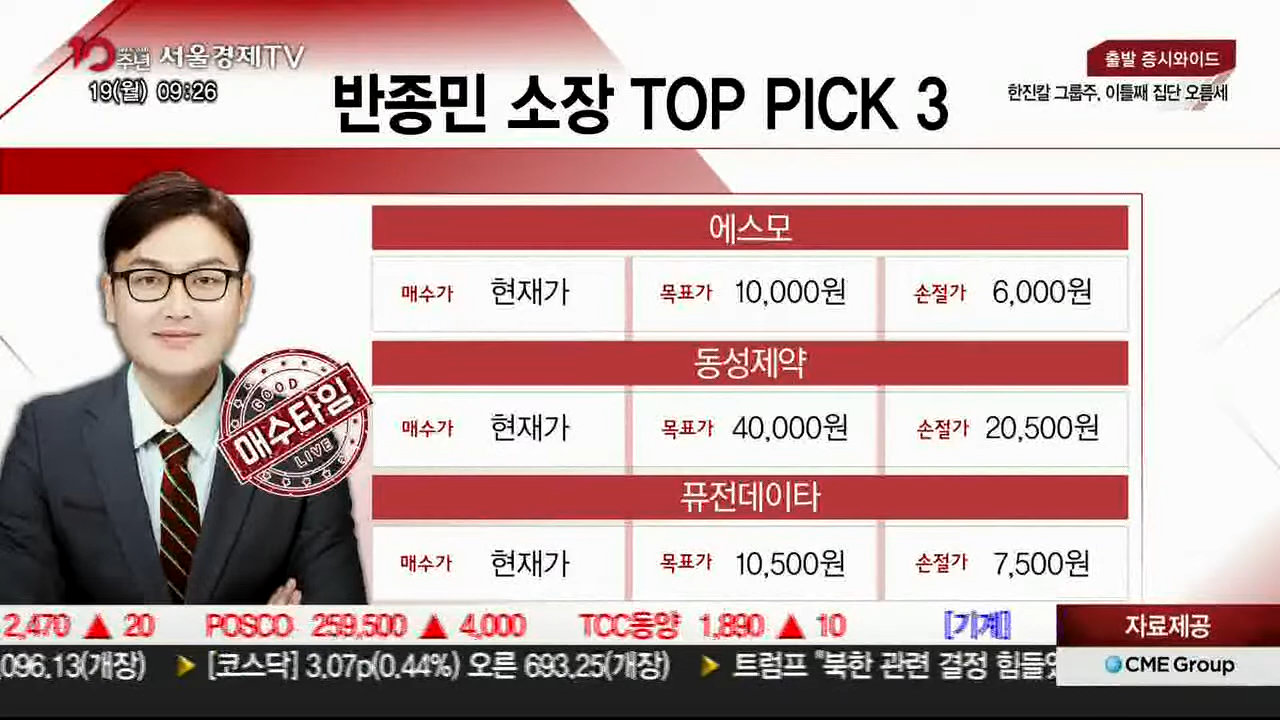 10주년 서울경제TV
19(월) 09:26
출발 증시와이드
한진칼 그룹주, 이틀째 집단 오름세
반종민 소장 TOP PICK 3
에스모
매수가 현재가 목표가 10,000원 손절가 6,000원
동성제약
매수가 현재가 목표가 40,000원 손절가 20,500원
퓨전데이타
매수가 현재가 목표가 10,500원 손절가 7,500원
GOOD
매수타임
LIVE
2,470 ▲ 20 POSCO 259,500 ▲ 4,000 TCC동양 1,890 ▲ 10 [기계]
자료제공
,096.13(개장) ▶ [코스닥] 3.07p(0.44%) 오른 693.25(개장) ▶ 트럼프 "북한 관련 결정 힘들었
CME Group